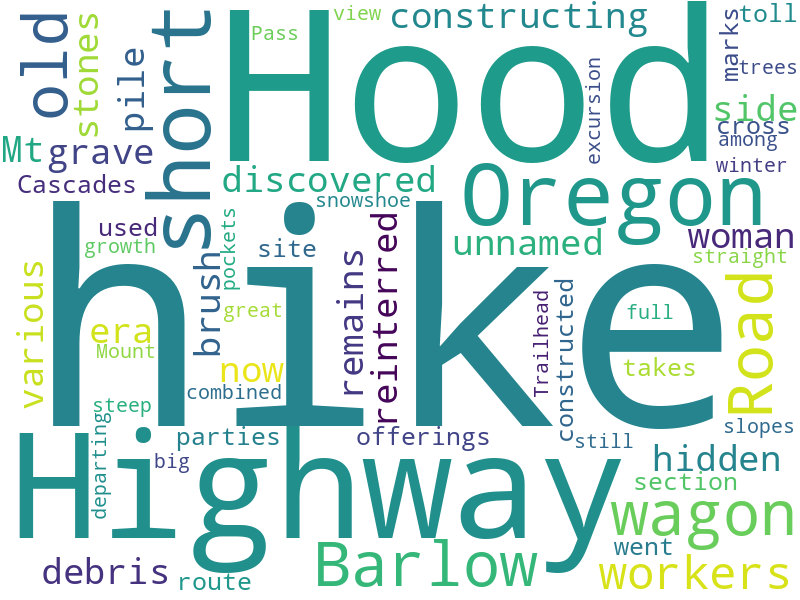 Hood
hike
Highway
short
Oregon
Barlow
Road
wagon
old
workers
constructing
discovered
grave
Mt
side
woman
unnamed
hidden
debris
reinterred
remains
brush
various
era
now
stones
pile
marks
toll
trees
cross
among
winter
straight
excursion
Pass
view
Cascades
used
growth
site
snowshoe
pockets
great
Mount
combined
steep
departing
parties
big
offerings
route
Trailhead
constructed
still
full
takes
slopes
section
went